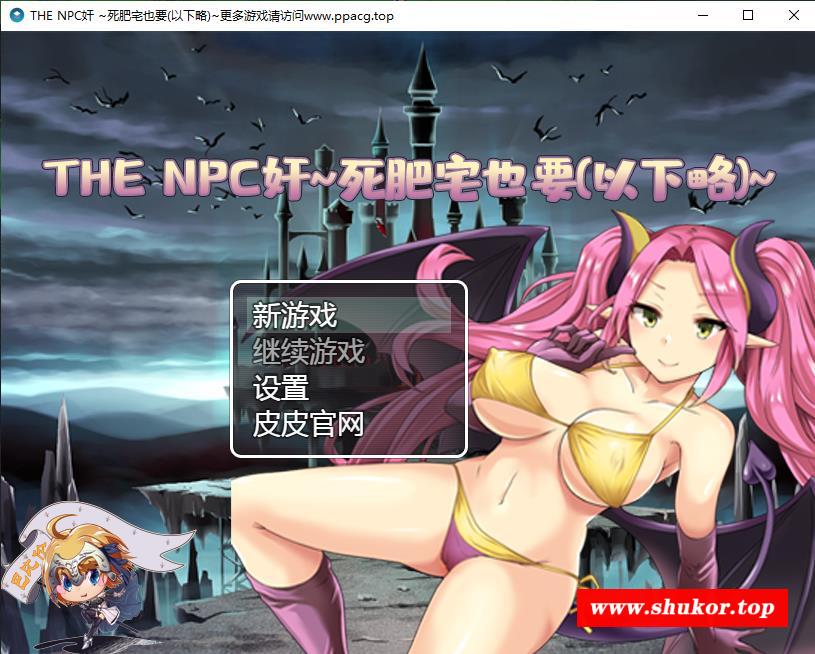 THE NPC奸 ~死肥宅也要(以下略)~更多游戏请访问www.ppacg.top
THE NPC奸~死肥宅也要(以下略)~
新游戏
继续游戏
设置
皮皮官网
www.shukor.top